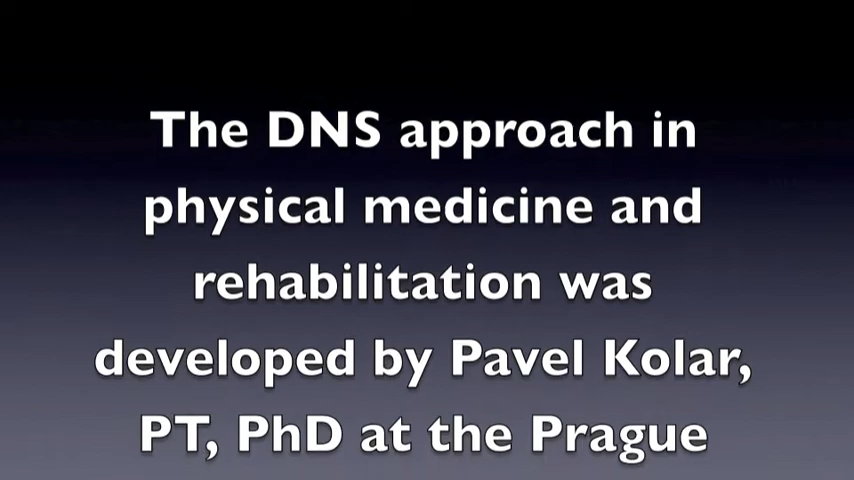 The DNS approach in
physical medicine and
rehabilitation was
developed by Pavel Kolar,
PT, PhD at the Prague